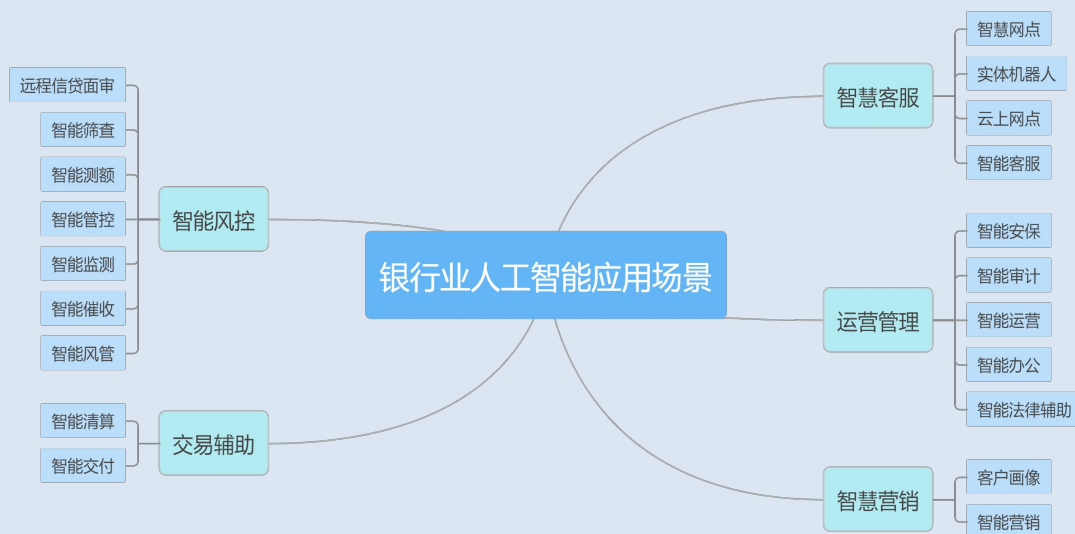 银行业人工智能应用场景
智慧客服
智慧网点
实体机器人
云上网点
智能客服
运营管理
智能安保
智能审计
智能运营
智能办公
智能法律辅助
智慧营销
客户画像
智能营销
智能风控
远程信贷面审
智能筛查
智能测额
智能管控
智能监测
智能催收
智能风管
交易辅助
智能清算
智能交付